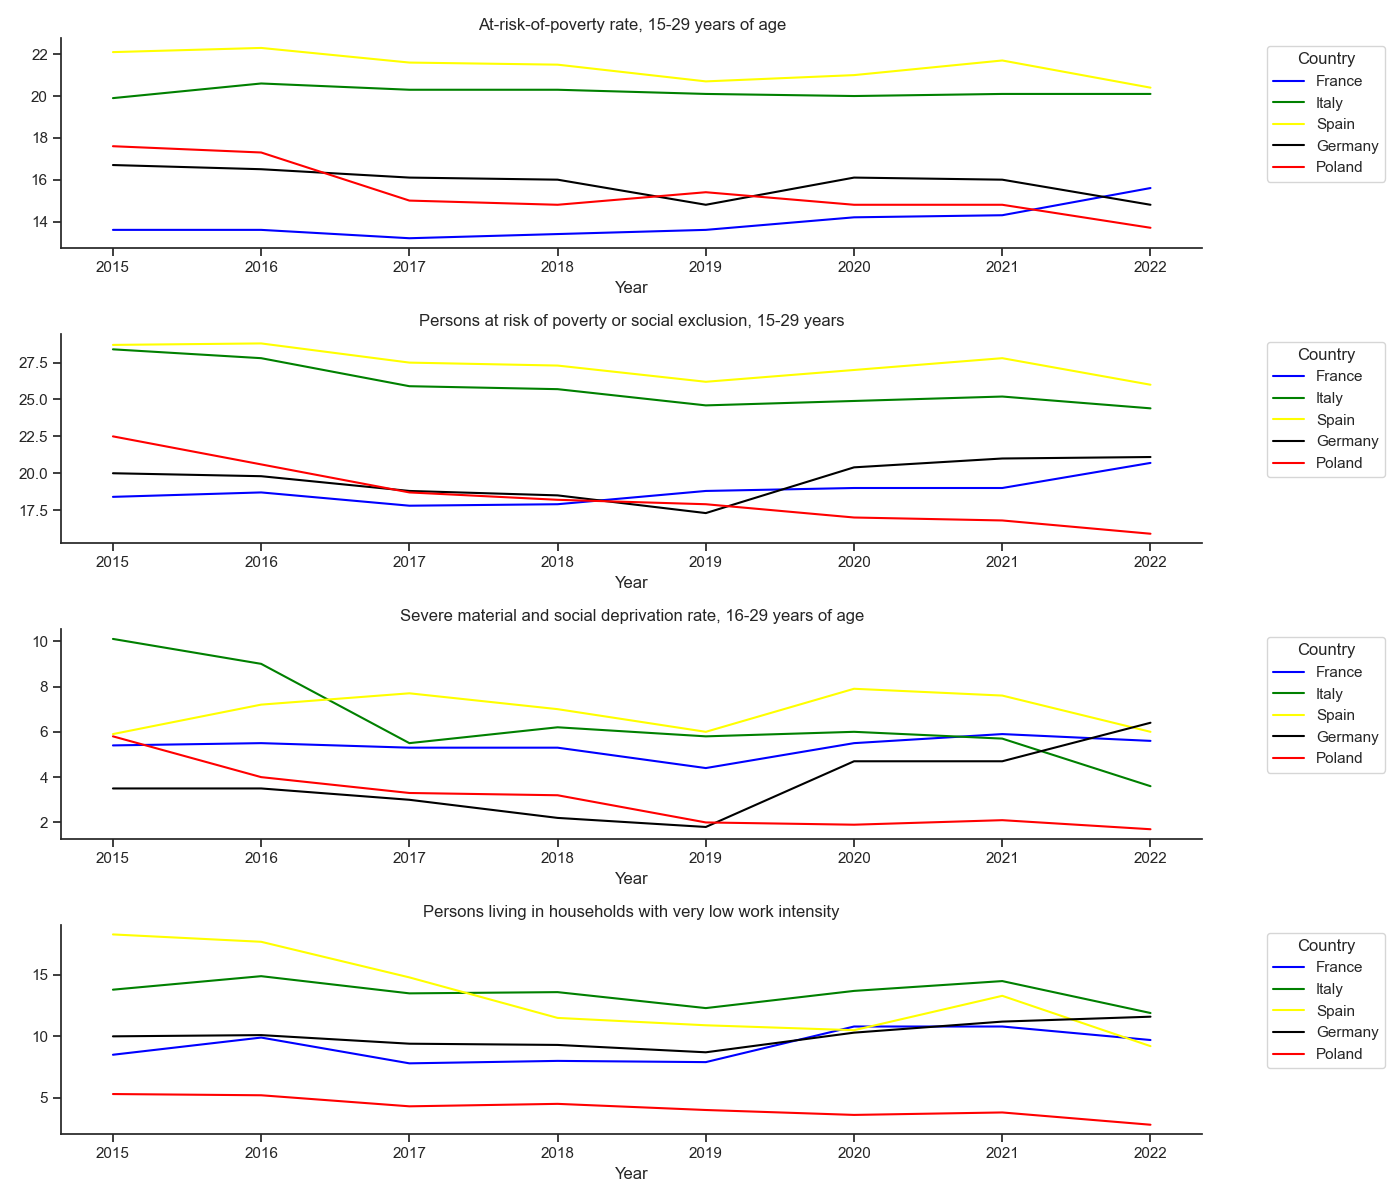 At-risk-of-poverty rate, 15-29 years of age
22
20
18
16
14
2015 2016 2017 2018 2019 2020 2021 2022
Year
Country
France
Italy
Spain
Germany
Poland
Persons at risk of poverty or social exclusion, 15-29 years
27.5
25.0
22.5
20.0
17.5
2015 2016 2017 2018 2019 2020 2021 2022
Year
Country
France
Italy
Spain
Germany
Poland
Severe material and social deprivation rate, 16-29 years of age
10
8
6
4
2
2015 2016 2017 2018 2019 2020 2021 2022
Year
Country
France
Italy
Spain
Germany
Poland
Persons living in households with very low work intensity
15
10
5
2015 2016 2017 2018 2019 2020 2021 2022
Year
Country
France
Italy
Spain
Germany
Poland